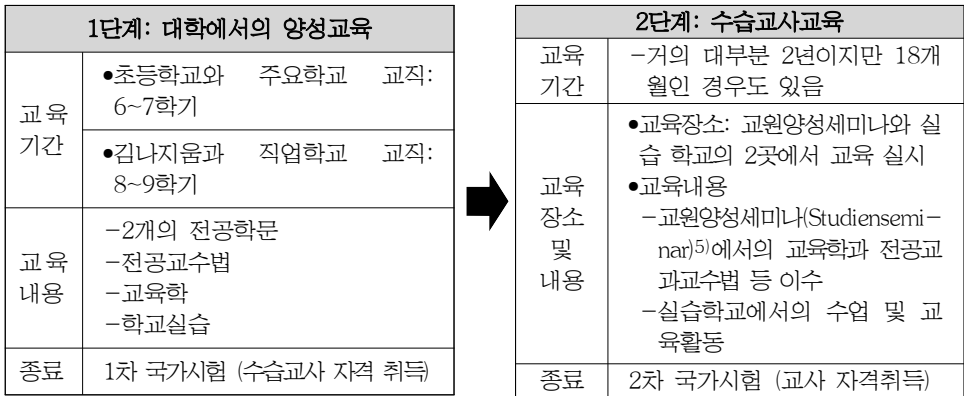 1단계: 대학에서의 양성교육
교육
기간
●초등학교와 주요학교 교직:
6~7학기
●김나지움과 직업학교 교직:
8~9학기
교육
내용
-2개의 전공학문
-전공교수법
-교육학
-학교실습
종료
1차 국가시험 (수습교사 자격 취득)
2단계: 수습교사교육
교육
기간
-거의 대부분 2년이지만 18개
월인 경우도 있음
교육
장소
및
내용
●교육장소: 교원양성세미나와 실
습 학교의 2곳에서 교육 실시
●교육내용
-교원양성세미나(Studiensemi-
nar)5)에서의 교육학과 전공교
과교수법 등 이수
-실습학교에서의 수업 및 교
육활동
종료
2차 국가시험 (교사 자격취득)